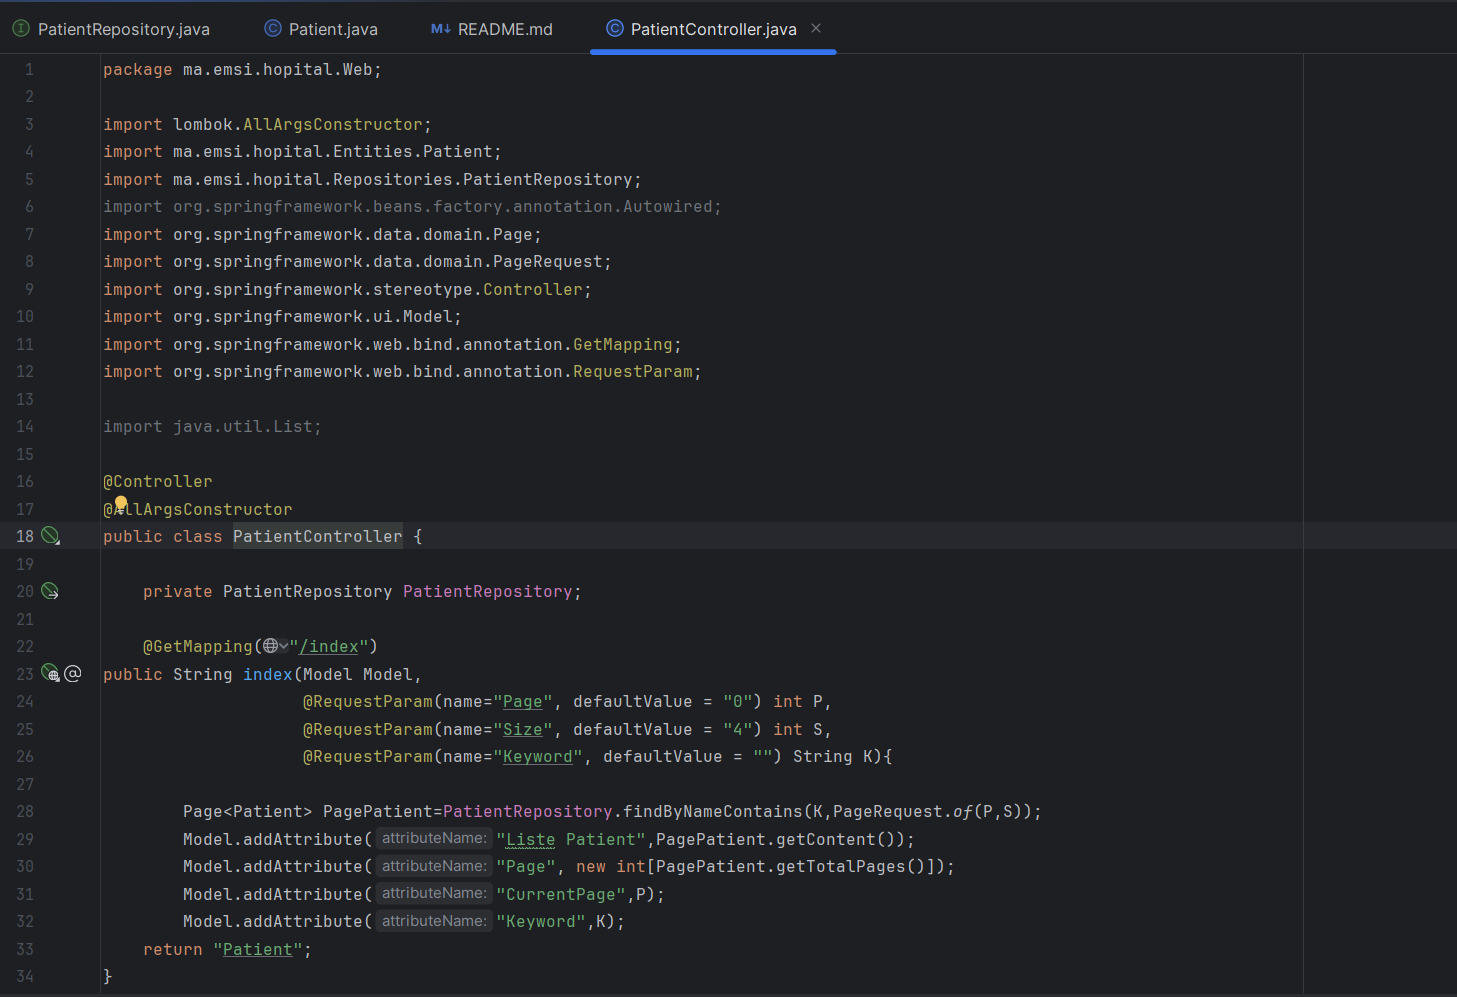 PatientRepository.java Patient.java M↓ README.md PatientController.java ×
1 package ma.emsi.hopital.Web;
2
3 import lombok.AllArgsConstructor;
4 import ma.emsi.hopital.Entities.Patient;
5 import ma.emsi.hopital.Repositories.PatientRepository;
6 import org.springframework.beans.factory.annotation.Autowired;
7 import org.springframework.data.domain.Page;
8 import org.springframework.data.domain.PageRequest;
9 import org.springframework.stereotype.Controller;
10 import org.springframework.ui.Model;
11 import org.springframework.web.bind.annotation.GetMapping;
12 import org.springframework.web.bind.annotation.RequestParam;
13
14 import java.util.List;
15
16 @Controller
17 @AllArgsConstructor
18 public class PatientController {
19
20 private PatientRepository PatientRepository;
21
22 @GetMapping("/index")
23 public String index(Model Model,
24 @RequestParam(name="Page", defaultValue = "0") int P,
25 @RequestParam(name="Size", defaultValue = "4") int S,
26 @RequestParam(name="Keyword", defaultValue = "") String K){
27
28 Page<Patient> PagePatient=PatientRepository.findByNameContains(K,PageRequest.of(P,S));
29 Model.addAttribute( attributeName: "Liste Patient",PagePatient.getContent());
30 Model.addAttribute( attributeName: "Page", new int[PagePatient.getTotalPages()]);
31 Model.addAttribute( attributeName: "CurrentPage",P);
32 Model.addAttribute( attributeName: "Keyword",K);
33 return "Patient";
34 }